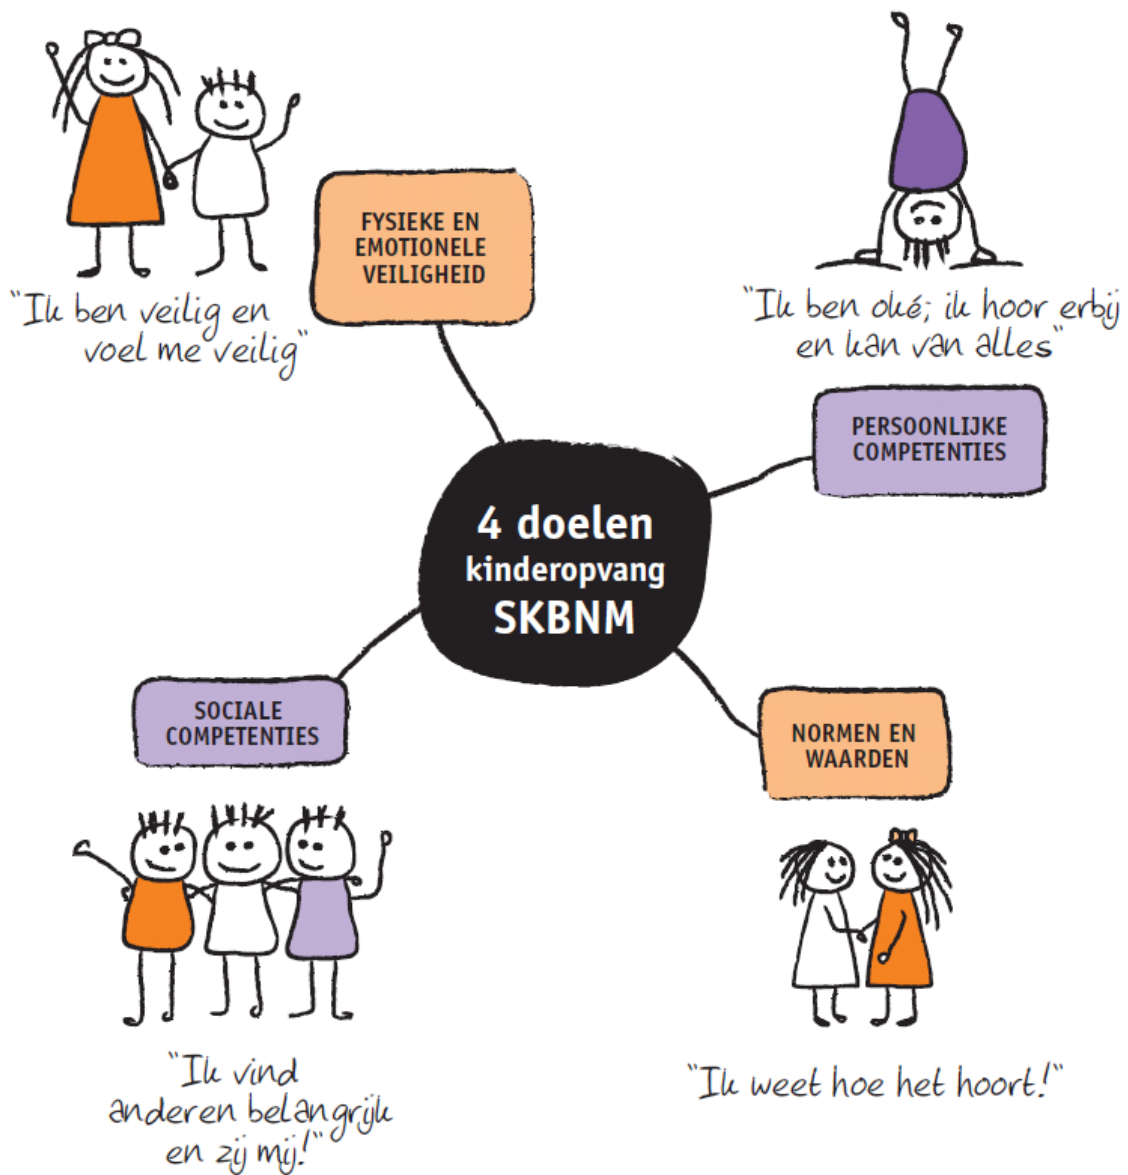 FYSIEKE EN
EMOTIONELE
VEILIGHEID
"Ik ben veilig en
voel me veilig"
"Ik ben oké; ik hoor erbij
en kan van alles"
PERSOONLIJKE
COMPETENTIES
4 doelen
kinderopvang
SKBNM
SOCIALE
COMPETENTIES
NORMEN EN
WAARDEN
"Ik vind
anderen belangrijk
en zij mij!"
"Ik weet hoe het hoort!"